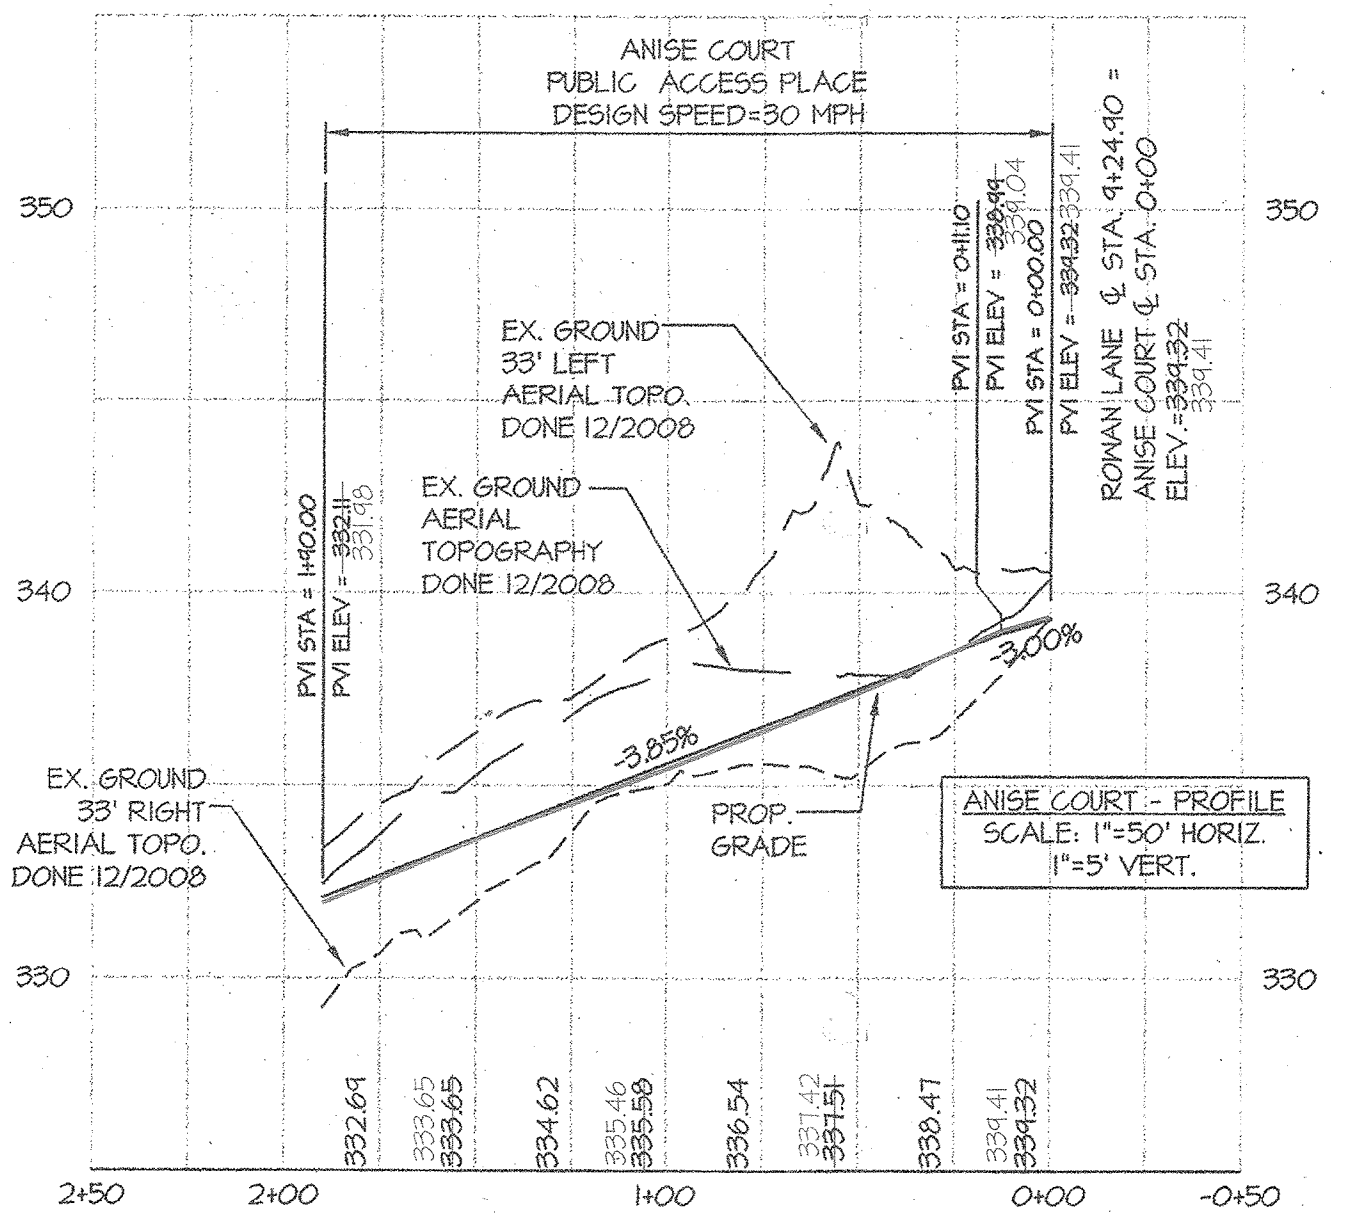 ANISE COURT
PUBLIC ACCESS PLACE
DESIGN SPEED=30 MPH
350
350
PVI STA = 0+11.10
PVI ELEV = 338.99
339.04
PVI STA = 0+00.00
PVI ELEV = 339.32 339.41
ROWAN LANE ℄ STA. 9+24.90 =
ANISE COURT ℄ STA. 0+00
ELEV.=339.32
339.41
EX. GROUND
33' LEFT
AERIAL TOPO.
DONE 12/2008
EX. GROUND
AERIAL
TOPOGRAPHY
DONE 12/2008
PVI STA = 1+90.00
PVI ELEV = 332.11
331.98
340
340
-3.00%
-3.85%
EX. GROUND
33' RIGHT
AERIAL TOPO.
DONE 12/2008
PROP.
GRADE
ANISE COURT - PROFILE
SCALE: 1"=50' HORIZ.
1"=5' VERT.
330
330
332.69
333.65
333.65
334.62
335.46
335.58
336.54
337.42
337.51
338.47
339.41
339.32
2+50
2+00
1+00
0+00
-0+50